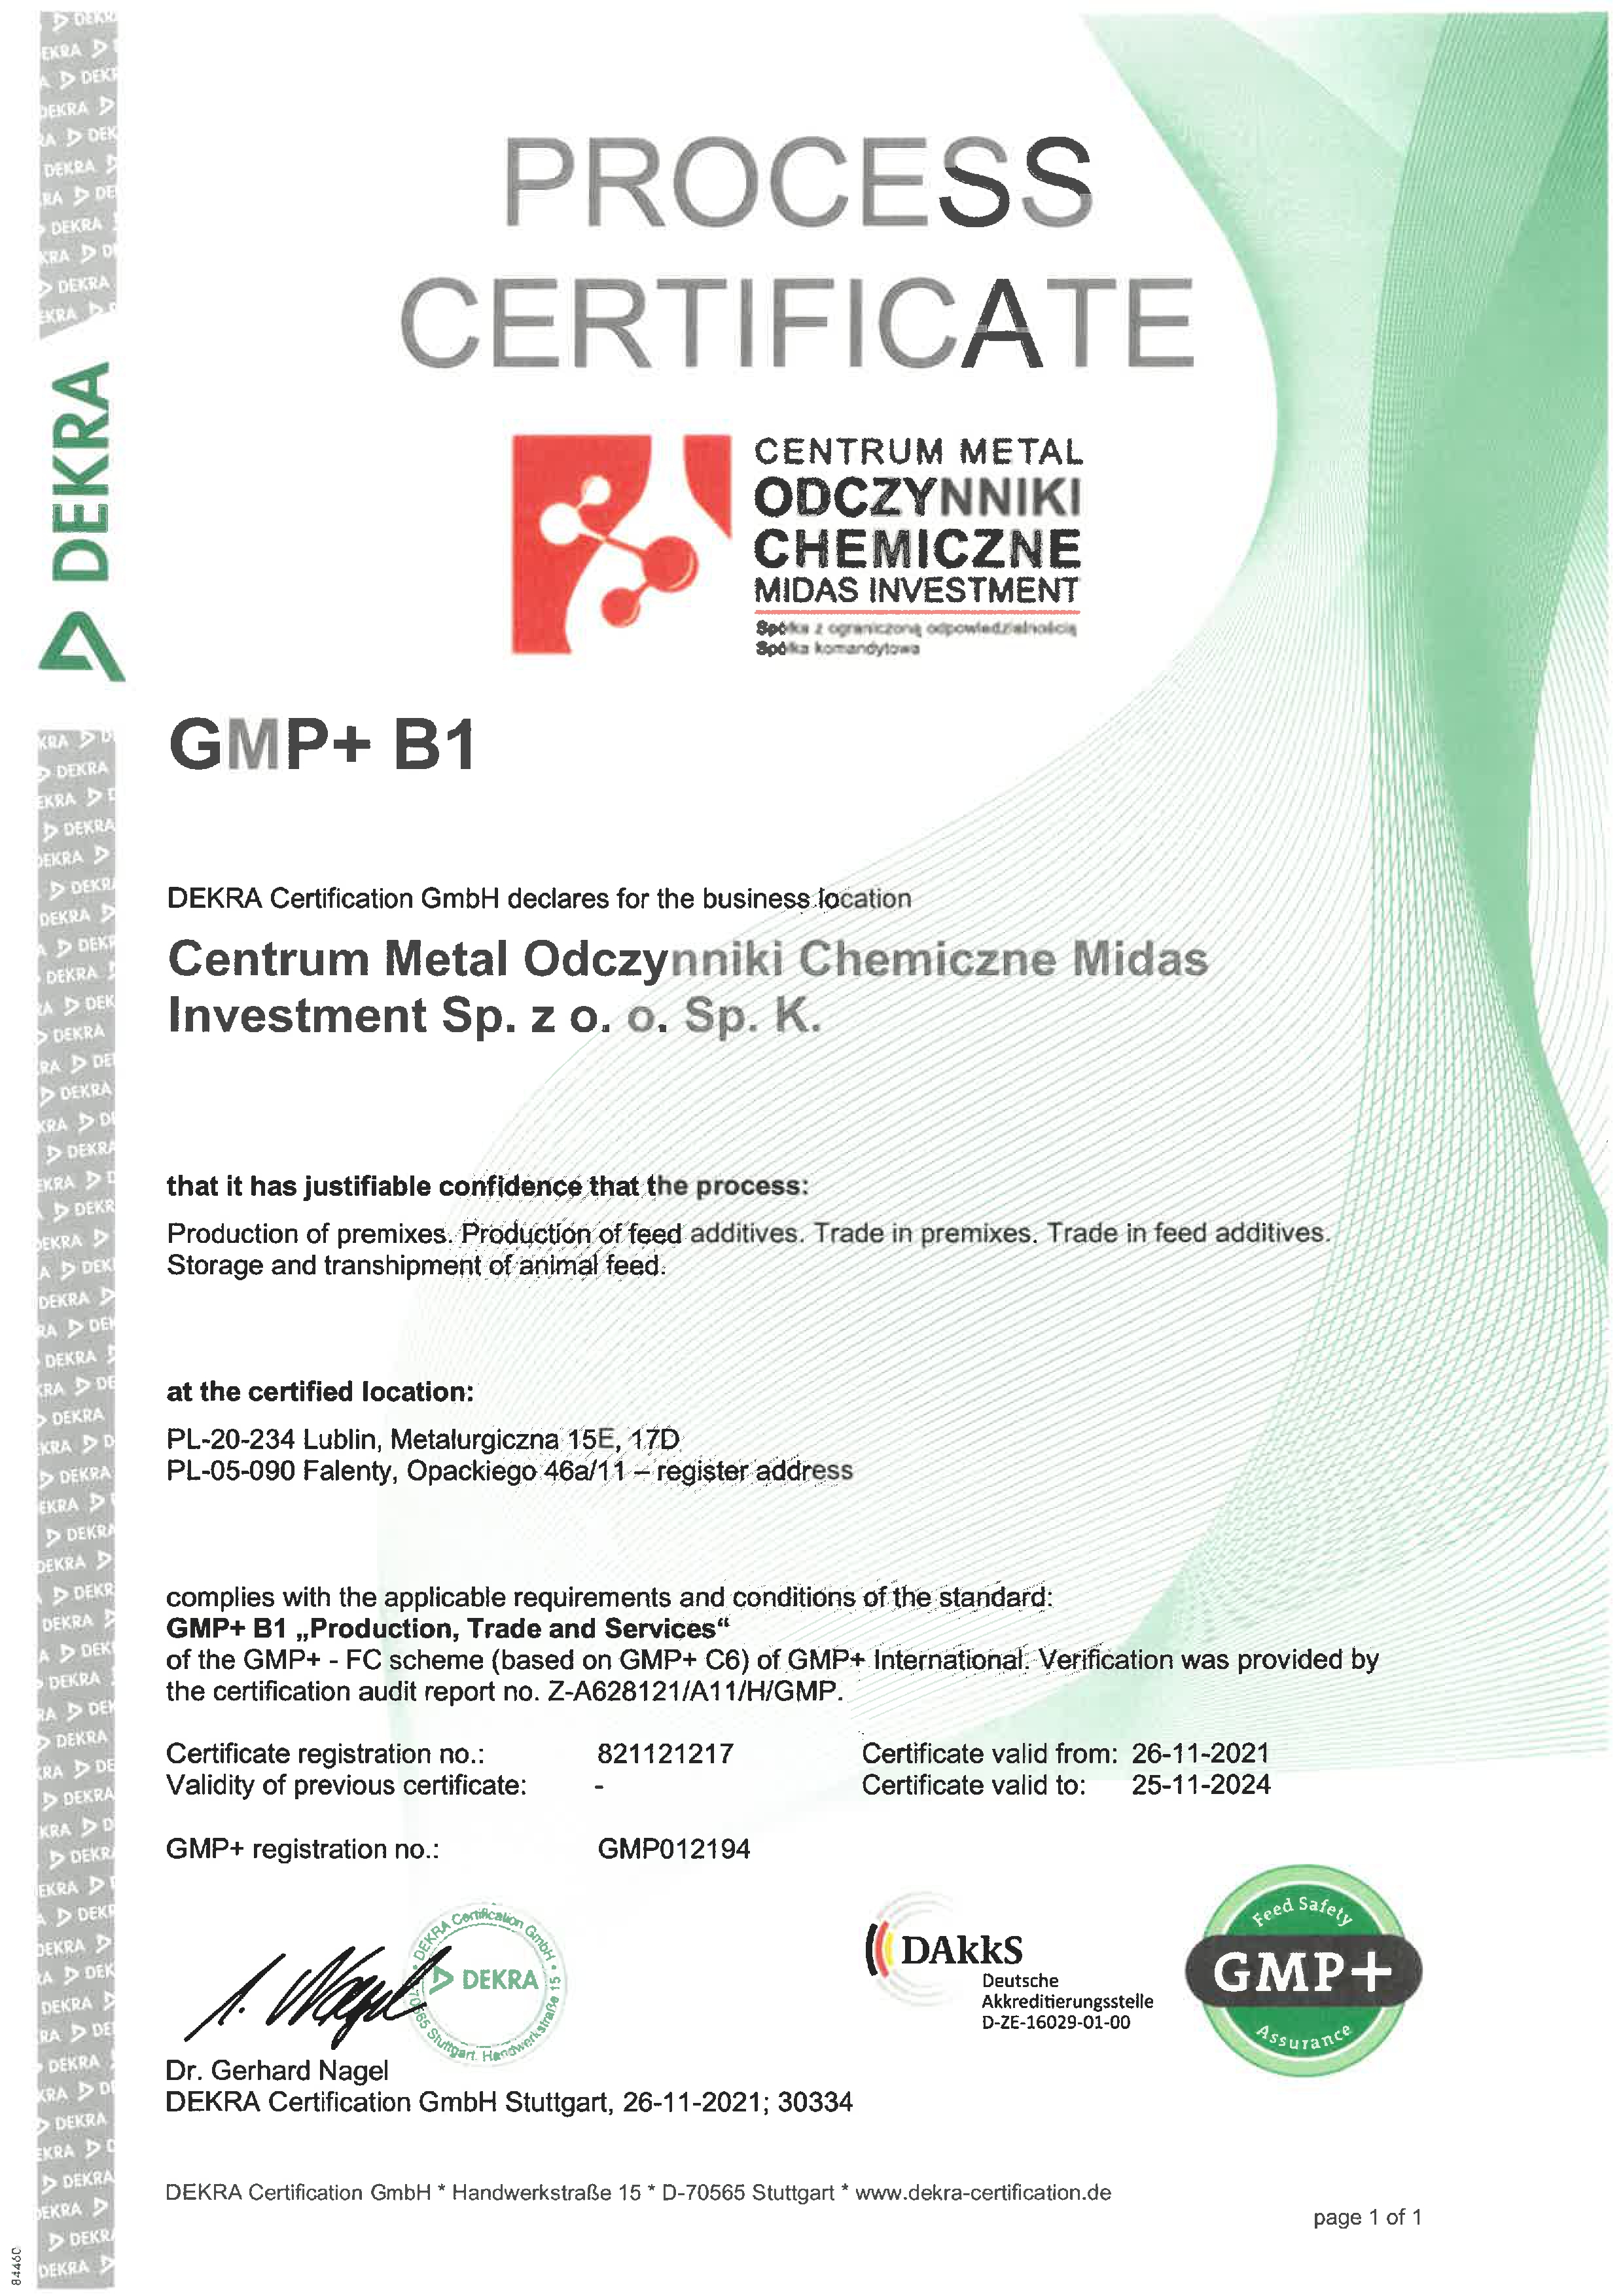 PROCESS
CERTIFICATE
CENTRUM METAL
ODCZYNNIKI
CHEMICZNE
MIDAS INVESTMENT
Spółka z ograniczoną odpowiedzialnością
Spółka komandytowa
DEKRA
GMP+ B1
DEKRA Certification GmbH declares for the business location
Centrum Metal Odczynniki Chemiczne Midas
Investment Sp. z o. o. Sp. K.
that it has justifiable confidence that the process:
Production of premixes. Production of feed additives. Trade in premixes. Trade in feed additives.
Storage and transhipment of animal feed.
at the certified location:
PL-20-234 Lublin, Metalurgiczna 15E, 17D
PL-05-090 Falenty, Opackiego 46a/11 – register address
complies with the applicable requirements and conditions of the standard:
GMP+ B1 „Production, Trade and Services“
of the GMP+ - FC scheme (based on GMP+ C6) of GMP+ International. Verification was provided by
the certification audit report no. Z-A628121/A11/H/GMP.
Certificate registration no.: 821121217 Certificate valid from: 26-11-2021
Validity of previous certificate: - Certificate valid to: 25-11-2024
GMP+ registration no.: GMP012194
DEKRA Certification GmbH • 70565 Stuttgart. Handwerkstraße 15 •
DEKRA
DAkkS
Deutsche
Akkreditierungsstelle
D-ZE-16029-01-00
Feed Safety
GMP+
Assurance
Dr. Gerhard Nagel
DEKRA Certification GmbH Stuttgart, 26-11-2021; 30334
DEKRA Certification GmbH * Handwerkstraße 15 * D-70565 Stuttgart * www.dekra-certification.de
page 1 of 1
84460